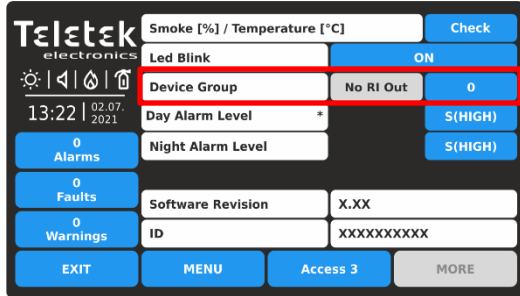 Teletek
electronics
13:22 02.07.
2021
0
Alarms
0
Faults
0
Warnings
Smoke [%] / Temperature [°C] Check
Led Blink ON
Device Group No RI Out 0
Day Alarm Level * S(HIGH)
Night Alarm Level S(HIGH)
Software Revision X.XX
ID XXXXXXXXXX
EXIT MENU Access 3 MORE